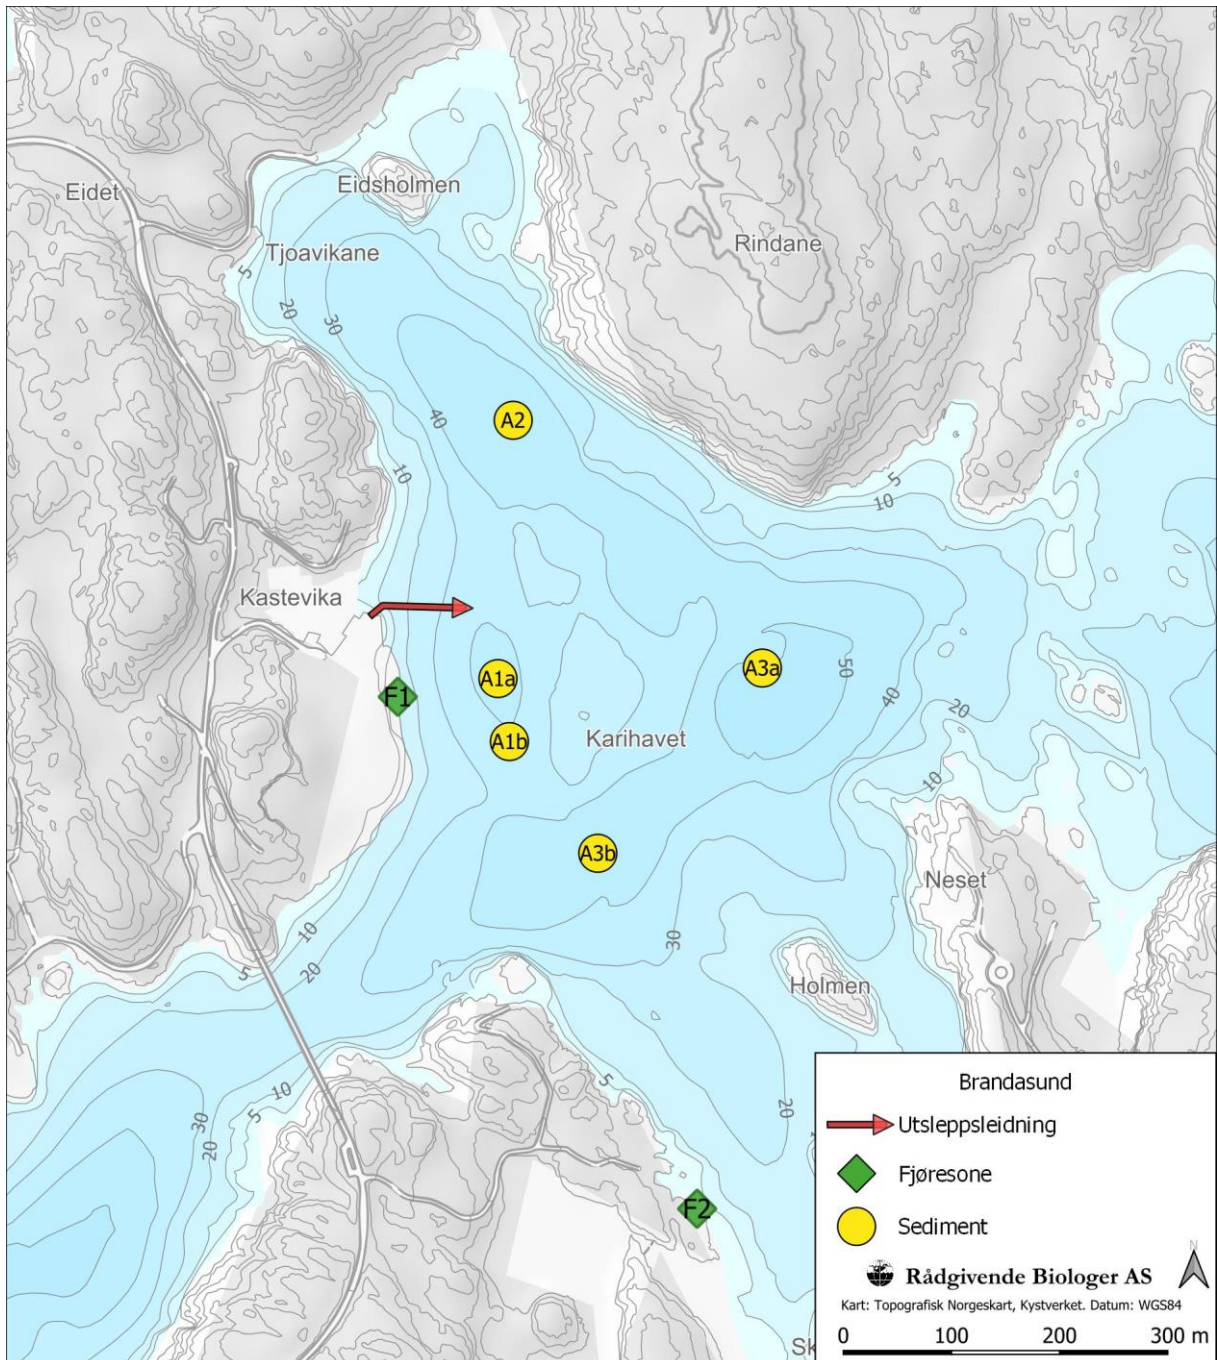 Eidet
Eidsholmen
Tjoavikane
Rindane
5
20
30
40
A2
10
5
10
Kastevika
A1a
A3a
50
F1
40
20
A1b
Karihavet
10
A3b
Neset
10
30
5
20
Holmen
5
10
5
30
20
20
F2
Sk
Brandasund
Utsleppsleidning
Fjøresone
Sediment
N
Rådgivende Biologer AS
Kart: Topografisk Norgeskart, Kystverket. Datum: WGS84
0 100 200 300 m